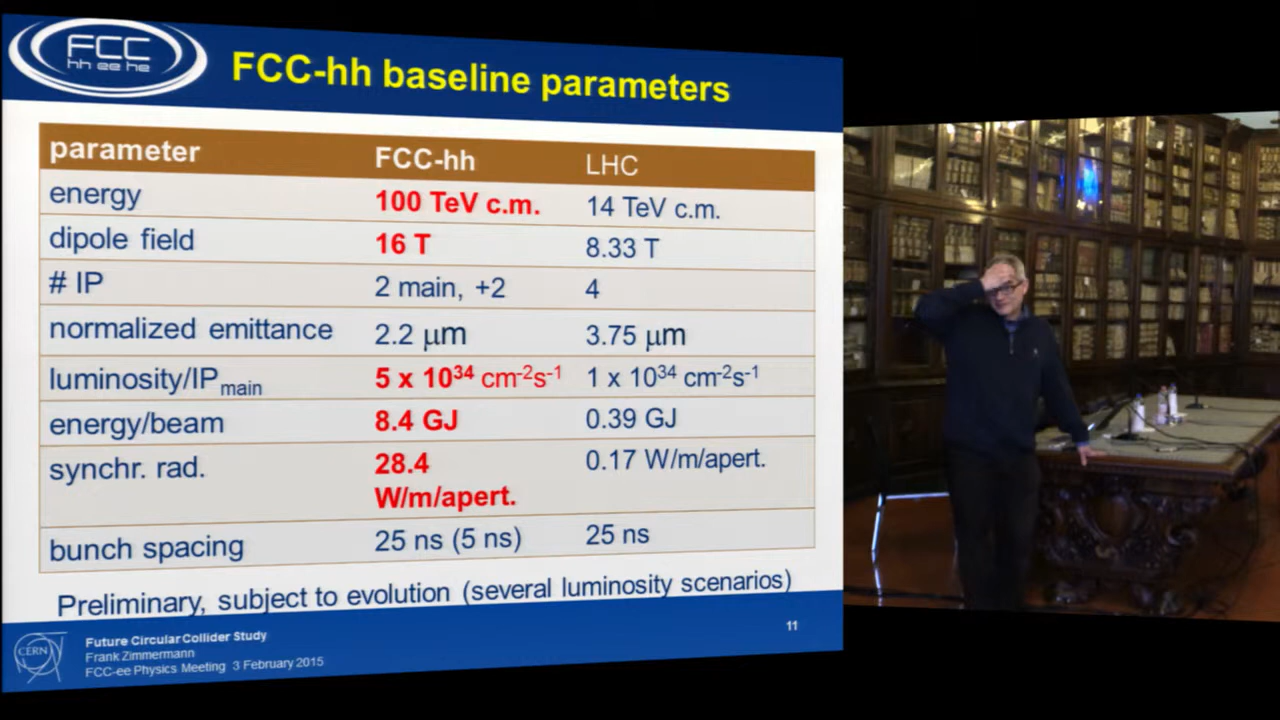 FCC
hh ee he
FCC-hh baseline parameters
parameter FCC-hh LHC
energy 100 TeV c.m. 14 TeV c.m.
dipole field 16 T 8.33 T
# IP 2 main, +2 4
normalized emittance 2.2 μm 3.75 μm
luminosity/IPmain 5 x 10³⁴ cm⁻²s⁻¹ 1 x 10³⁴ cm⁻²s⁻¹
energy/beam 8.4 GJ 0.39 GJ
synchr. rad. 28.4 0.17 W/m/apert.
W/m/apert.
bunch spacing 25 ns (5 ns) 25 ns
Preliminary, subject to evolution (several luminosity scenarios)
CERN
Future Circular Collider Study
Frank Zimmermann
FCC-ee Physics Meeting 3 February 2015
11